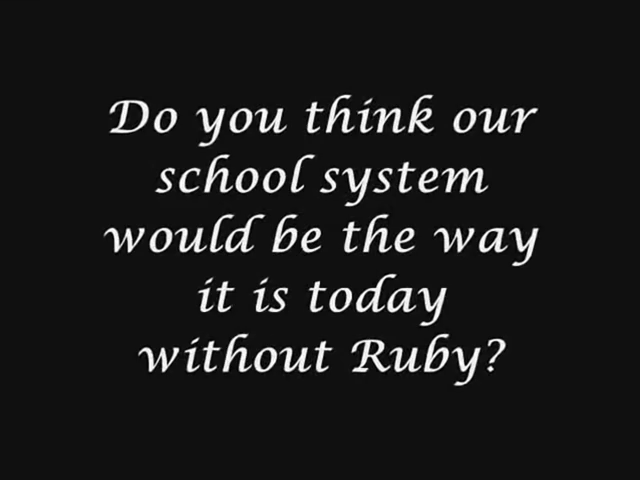 Do you think our
school system
would be the way
it is today
without Ruby?